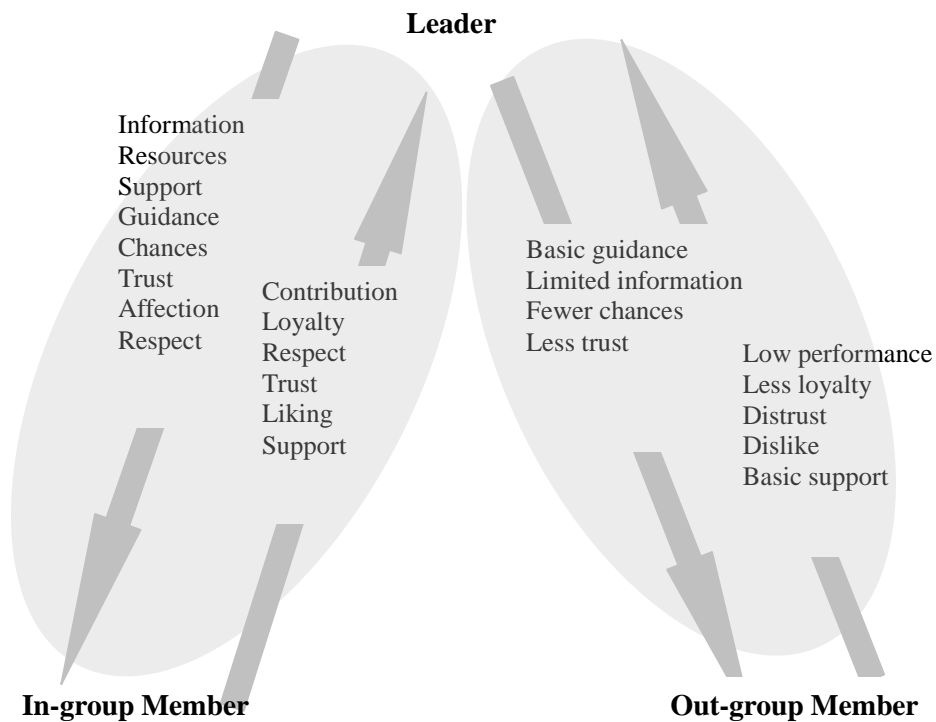 Leader
Information
Resources
Support
Guidance
Chances
Trust
Affection
Respect
Contribution
Loyalty
Respect
Trust
Liking
Support
Basic guidance
Limited information
Fewer chances
Less trust
Low performance
Less loyalty
Distrust
Dislike
Basic support
In-group Member
Out-group Member